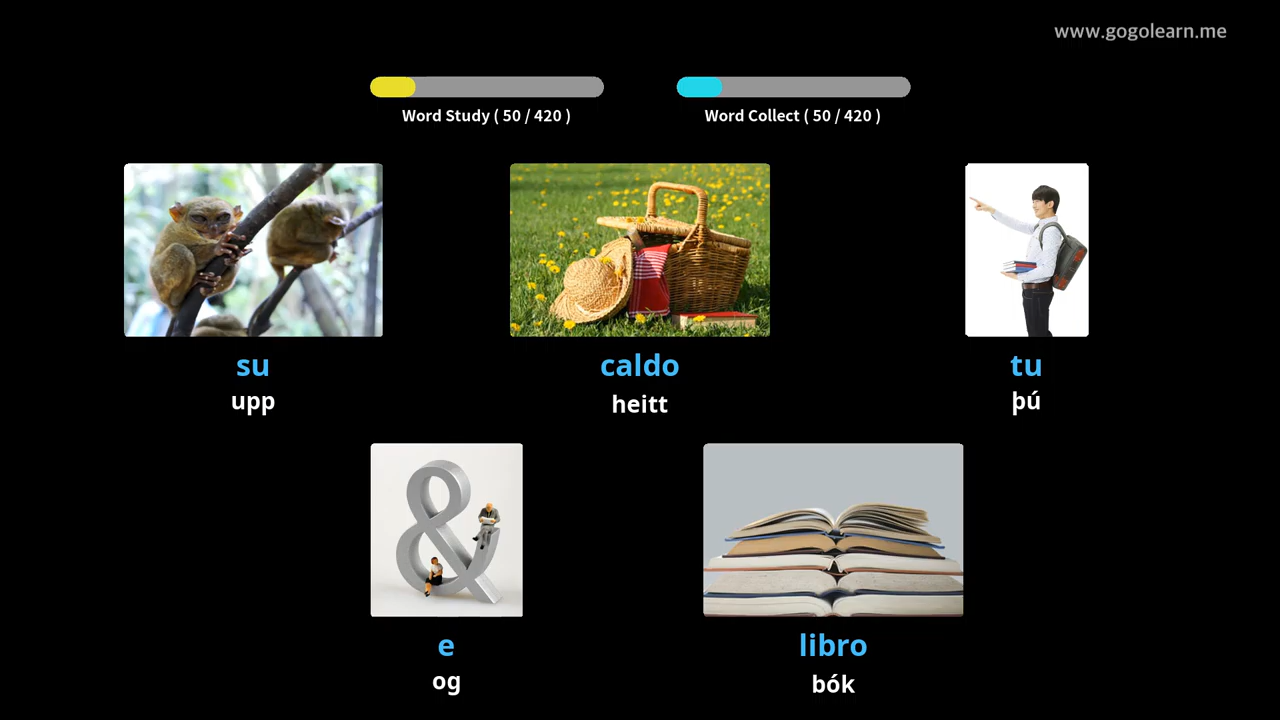 www.gogolearn.me
Word Study ( 50 / 420 )
Word Collect ( 50 / 420 )
su
upp
caldo
heitt
tu
þú
e
og
libro
bók